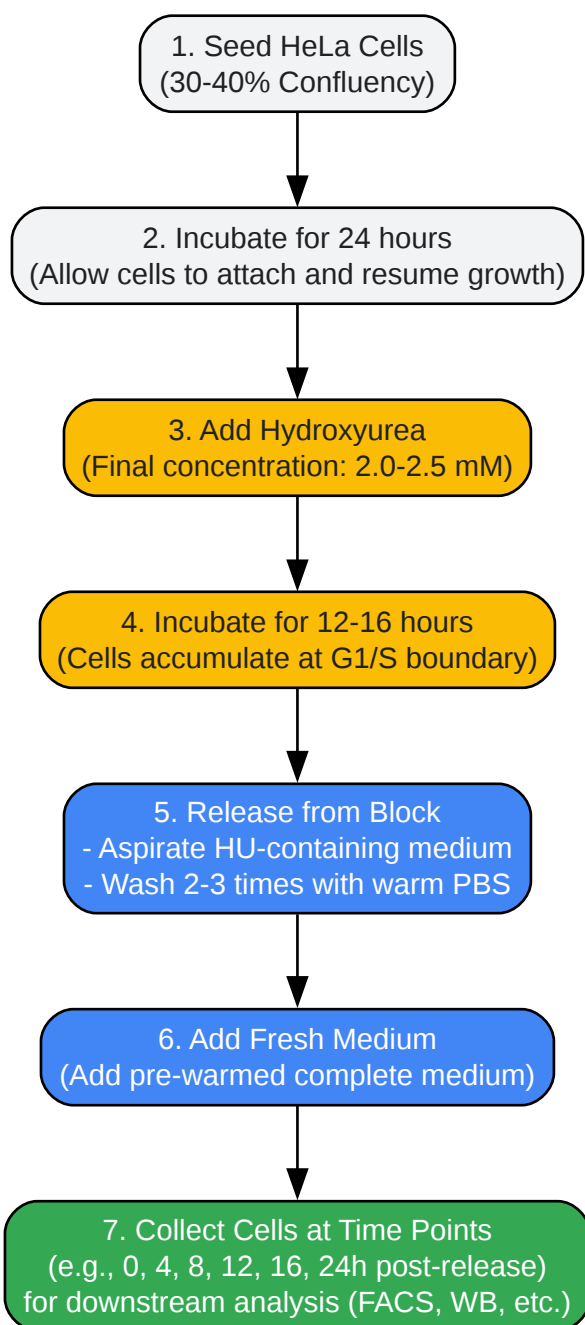 1. Seed HeLa Cells
(30-40% Confluency)
2. Incubate for 24 hours
(Allow cells to attach and resume growth)
3. Add Hydroxyurea
(Final concentration: 2.0-2.5 mM)
4. Incubate for 12-16 hours
(Cells accumulate at G1/S boundary)
5. Release from Block
- Aspirate HU-containing medium
- Wash 2-3 times with warm PBS
6. Add Fresh Medium
(Add pre-warmed complete medium)
7. Collect Cells at Time Points
(e.g., 0, 4, 8, 12, 16, 24h post-release)
for downstream analysis (FACS, WB, etc.)